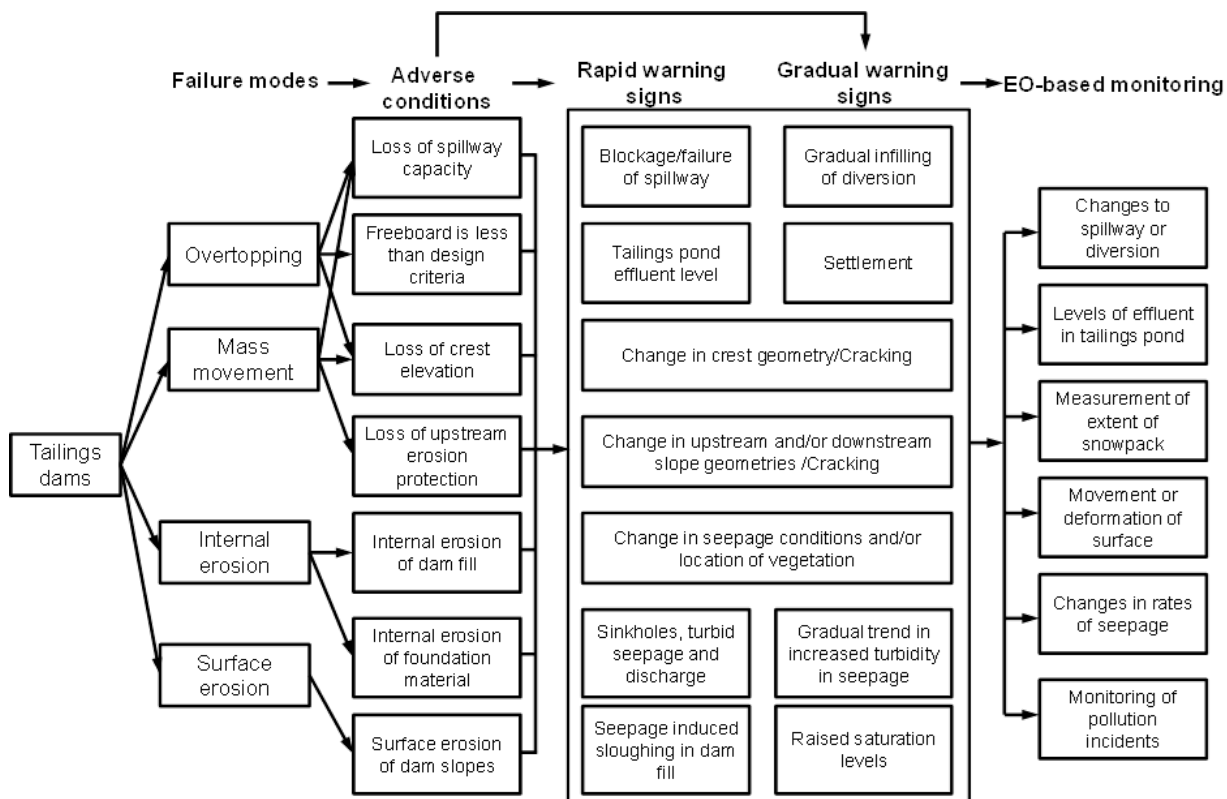 Failure modes
Adverse
conditions
Rapid warning
signs
Gradual warning
signs
EO-based monitoring
Tailings
dams
Overtopping
Mass
movement
Internal
erosion
Surface
erosion
Loss of spillway
capacity
Freeboard is less
than design
criteria
Loss of crest
elevation
Loss of upstream
erosion
protection
Internal erosion
of dam fill
Internal erosion
of foundation
material
Surface erosion
of dam slopes
Blockage/failure
of spillway
Gradual infilling
of diversion
Tailings pond
effluent level
Settlement
Change in crest geometry/Cracking
Change in upstream and/or downstream
slope geometries /Cracking
Change in seepage conditions and/or
location of vegetation
Sinkholes, turbid
seepage and
discharge
Gradual trend in
increased turbidity
in seepage
Seepage induced
sloughing in dam
fill
Raised saturation
levels
Changes to
spillway or
diversion
Levels of effluent
in tailings pond
Measurement of
extent of
snowpack
Movement or
deformation of
surface
Changes in rates
of seepage
Monitoring of
pollution
incidents